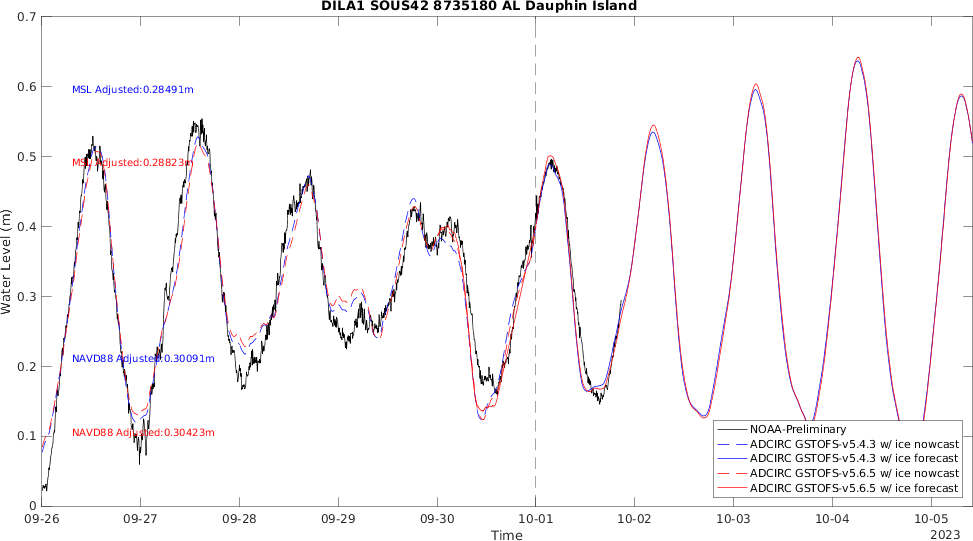 DILA1 SOUS42 8735180 AL Dauphin Island
0.7
0.6
0.5
0.4
0.3
0.2
0.1
0
Water Level (m)
MSL Adjusted:0.28491m
MSL Adjusted:0.28823m
NAVD88 Adjusted:0.30091m
NAVD88 Adjusted:0.30423m
NOAA-Preliminary
ADCIRC GSTOFS-v5.4.3 w/ ice nowcast
ADCIRC GSTOFS-v5.4.3 w/ ice forecast
ADCIRC GSTOFS-v5.6.5 w/ ice nowcast
ADCIRC GSTOFS-v5.6.5 w/ ice forecast
09-26 09-27 09-28 09-29 09-30 10-01 10-02 10-03 10-04 10-05
Time
2023